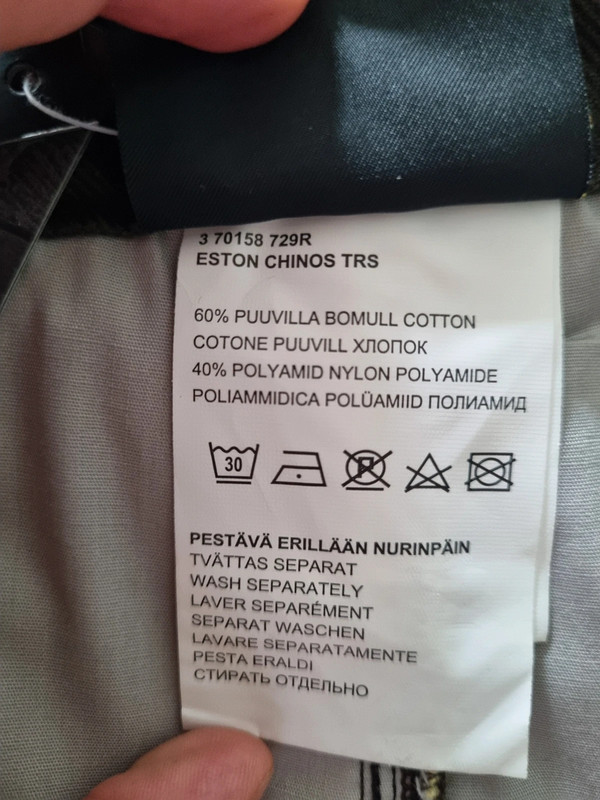 3 70158 729R
ESTON CHINOS TRS
60% PUUVILLA BOMULL COTTON
COTONE PUUVILL ХЛОПОК
40% POLYAMID NYLON POLYAMIDE
POLIAMMIDICA POLÜAMIID ПОЛИАМИД
30 P
PESTÄVÄ ERILLÄÄN NURINPÄIN
TVÄTTAS SEPARAT
WASH SEPARATELY
LAVER SEPARÉMENT
SEPARAT WASCHEN
LAVARE SEPARATAMENTE
PESTA ERALDI
СТИРАТЬ ОТДЕЛЬНО